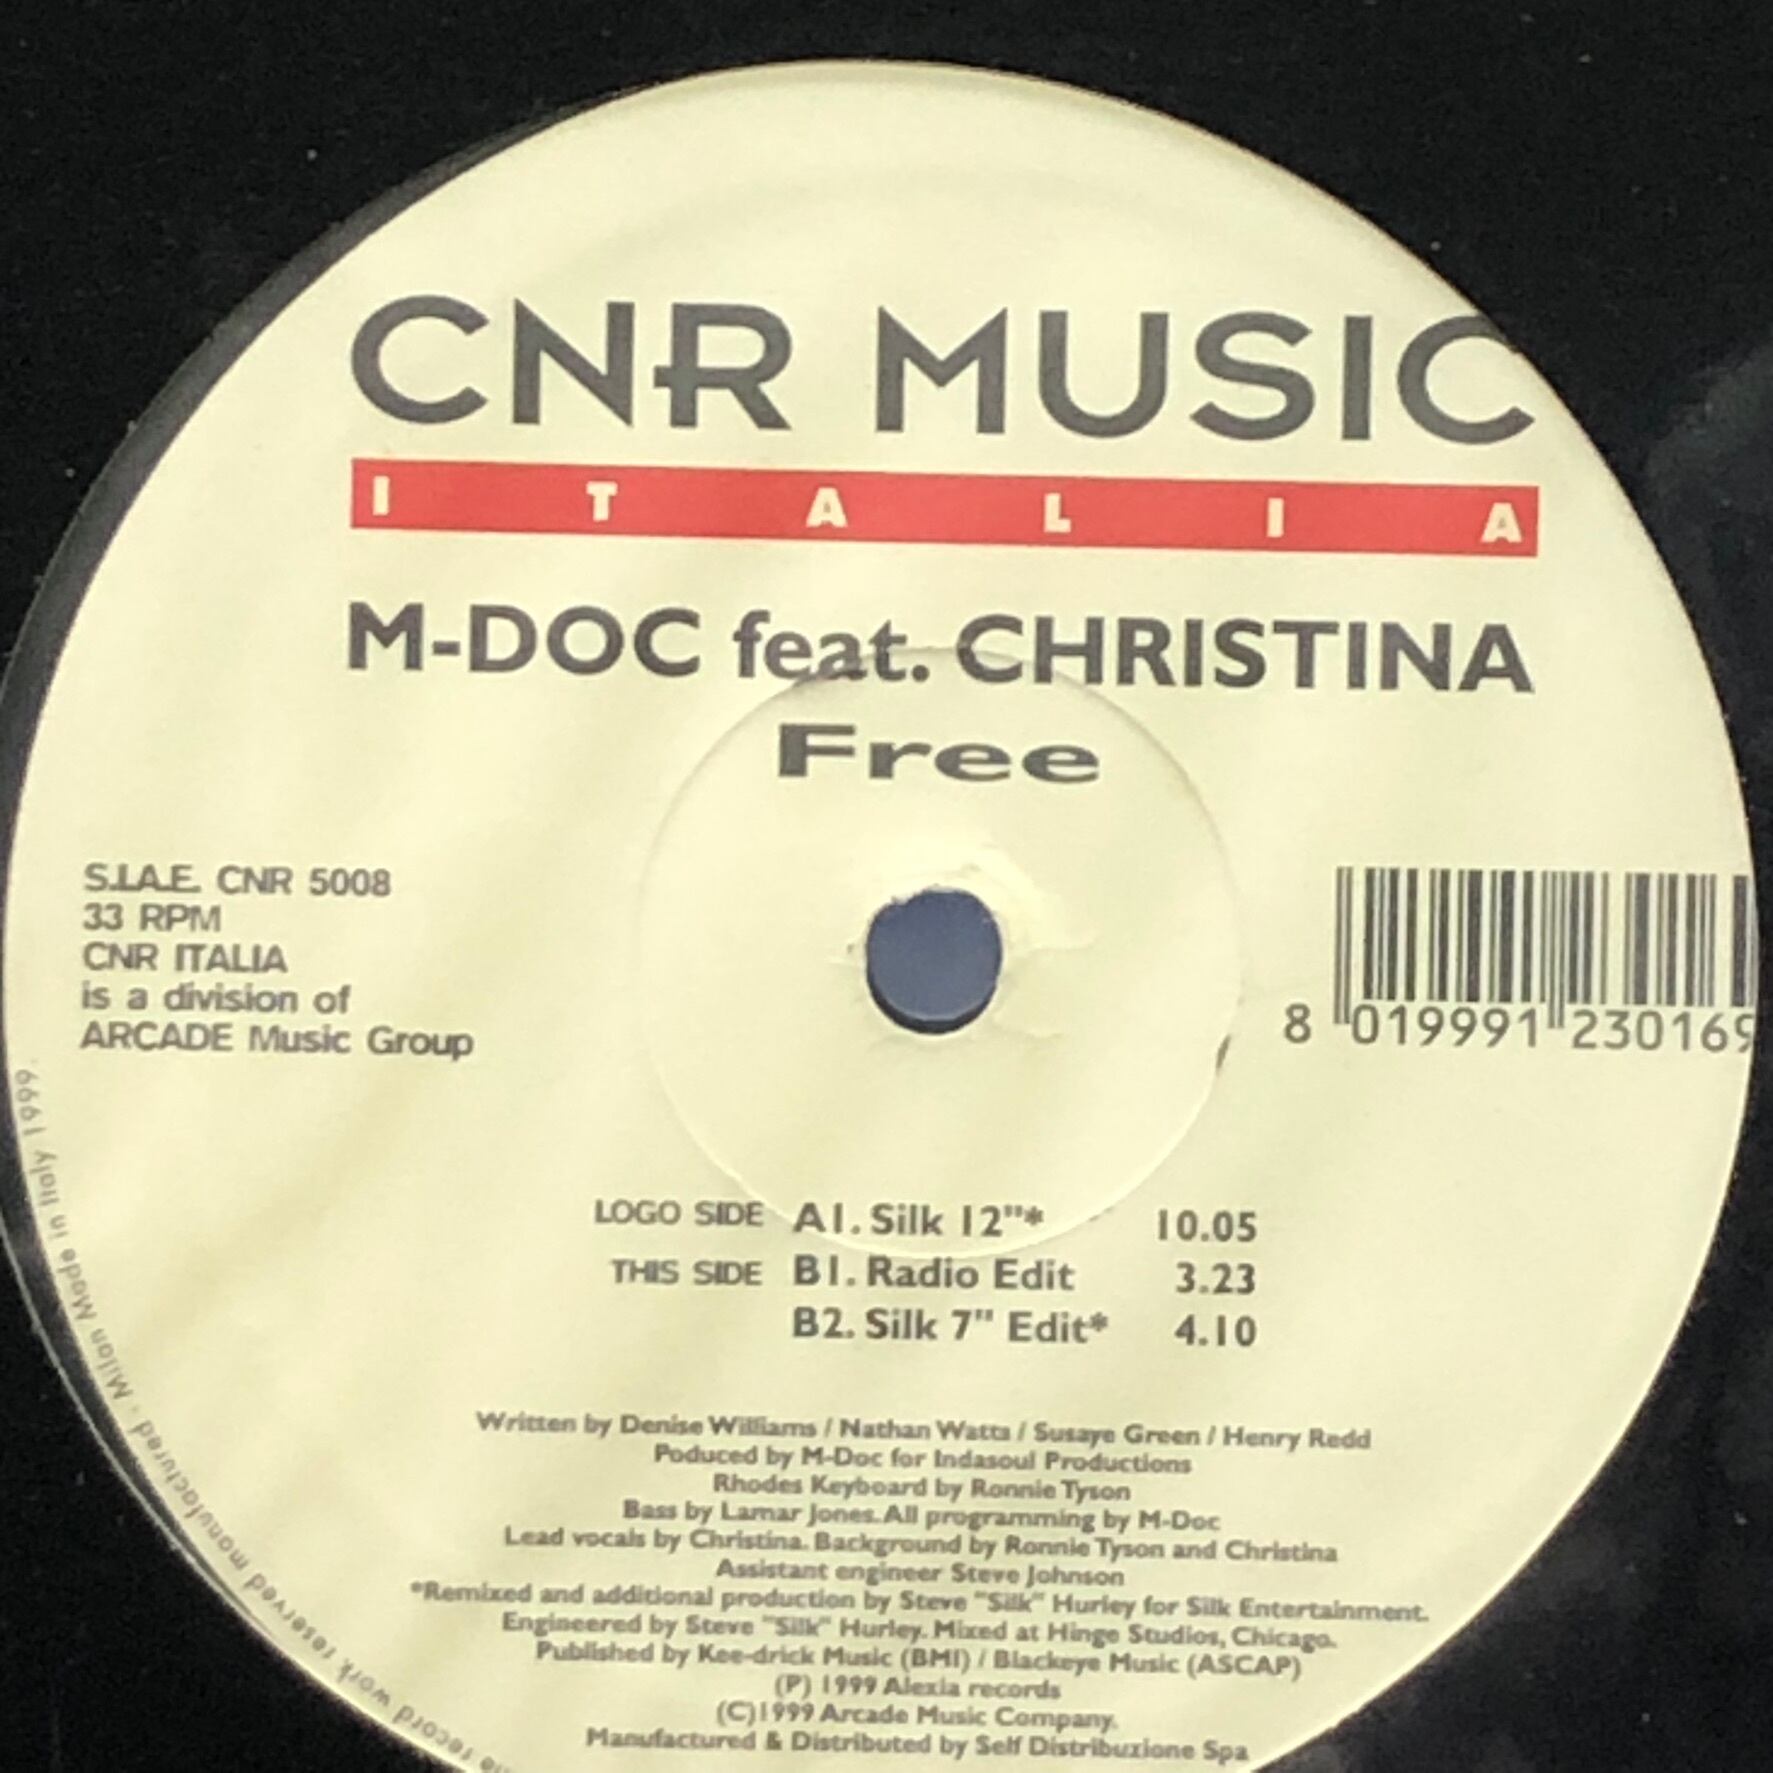 CNR MUSIC
ITALIA
M-DOC feat. CHRISTINA
Free
S.I.A.E. CNR 5008
33 RPM
CNR ITALIA
is a division of
ARCADE Music Group
8 019991 230169
LOGO SIDE A1. Silk 12"* 10.05
THIS SIDE B1. Radio Edit 3.23
B2. Silk 7" Edit* 4.10
Written by Denise Williams / Nathan Watts / Susaye Green / Henry Redd
Poduced by M-Doc for Indasoul Productions
Rhodes Keyboard by Ronnie Tyson
Bass by Lamar Jones. All programming by M-Doc
Lead vocals by Christina. Background by Ronnie Tyson and Christina
Assistant engineer Steve Johnson
*Remixed and additional production by Steve "Silk" Hurley for Silk Entertainment.
Engineered by Steve "Silk" Hurley. Mixed at Hinge Studios, Chicago.
Published by Kee-drick Music (BMI) / Blackeye Music (ASCAP)
(P) 1999 Alexia records
(C)1999 Arcade Music Company.
Manufactured & Distributed by Self Distribuzione Spa
record work reserved manufactured - Milan Made in Italy 1999